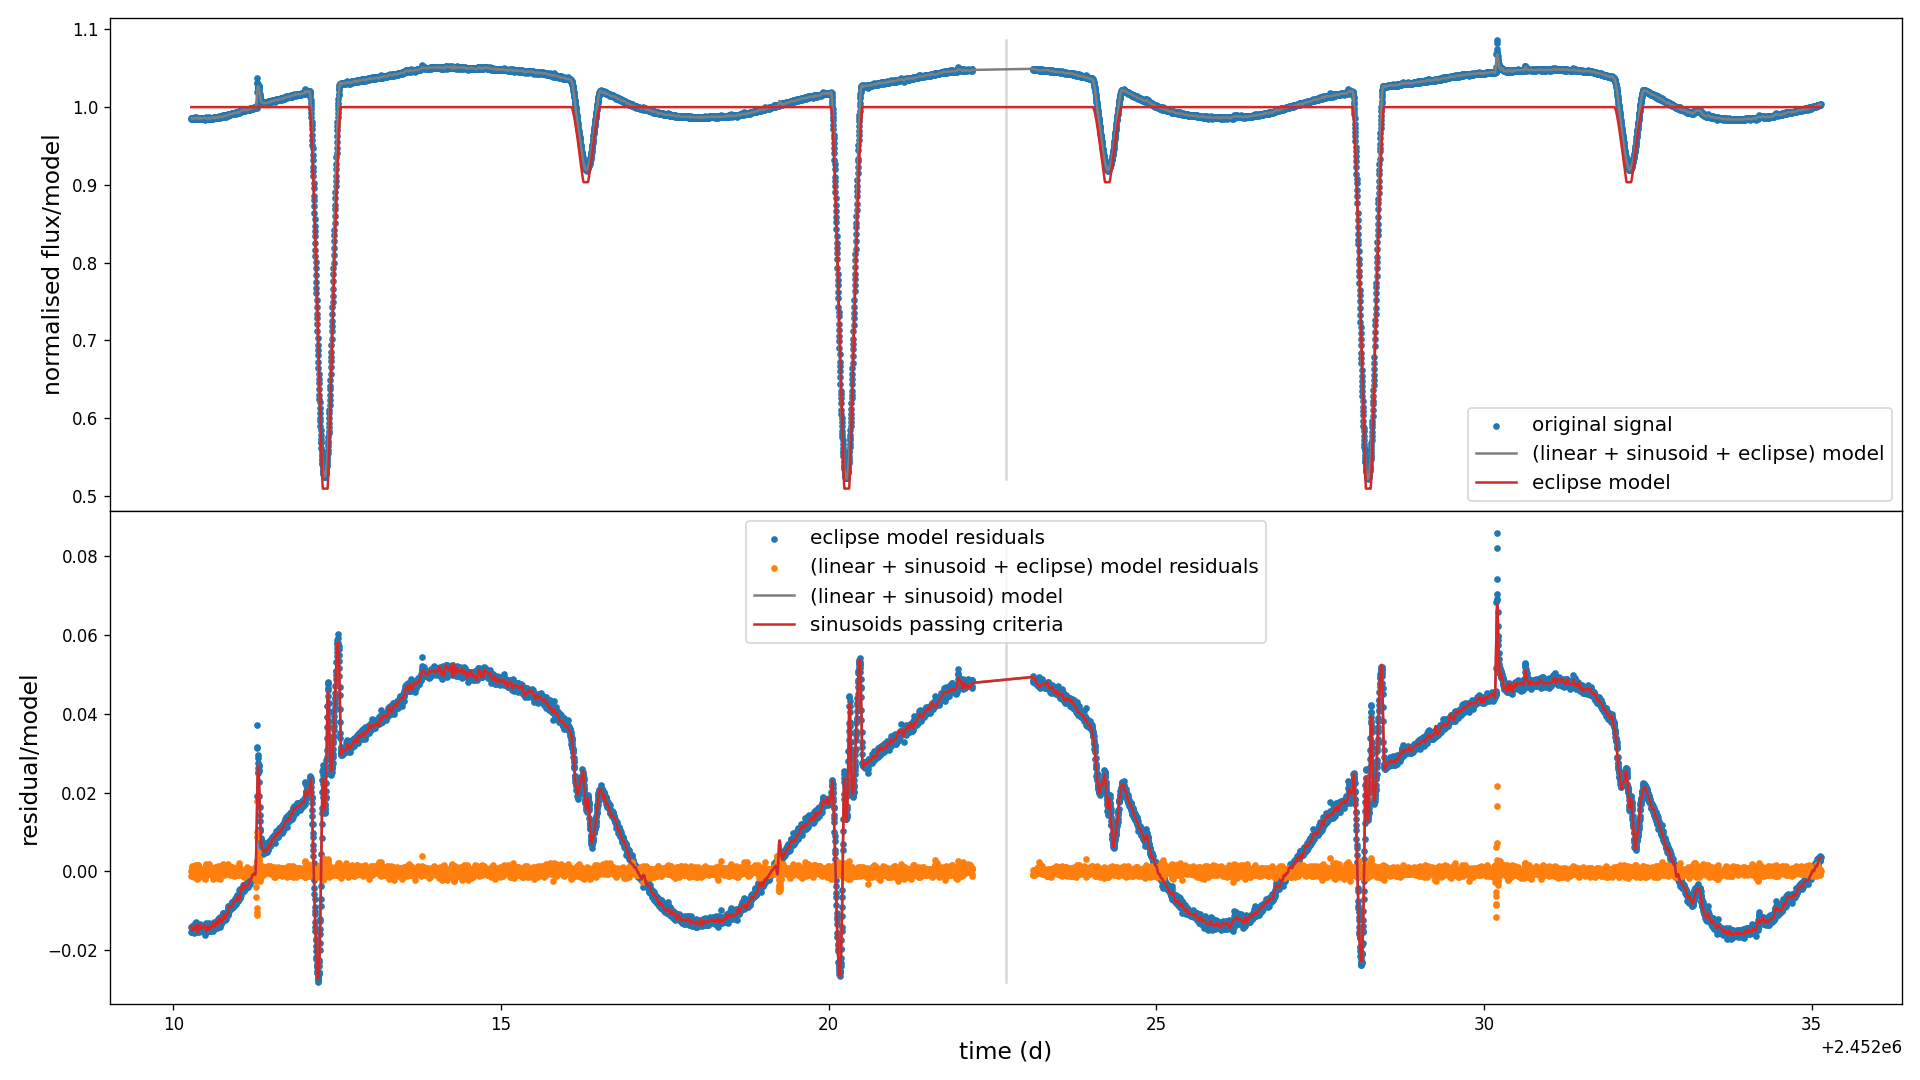 normalised flux/model
1.1
1.0
0.9
0.8
0.7
0.6
0.5
original signal
(linear + sinusoid + eclipse) model
eclipse model
residual/model
0.08
0.06
0.04
0.02
0.00
−0.02
eclipse model residuals
(linear + sinusoid + eclipse) model residuals
(linear + sinusoid) model
sinusoids passing criteria
10 15 20 25 30 35
+2.452e6
time (d)